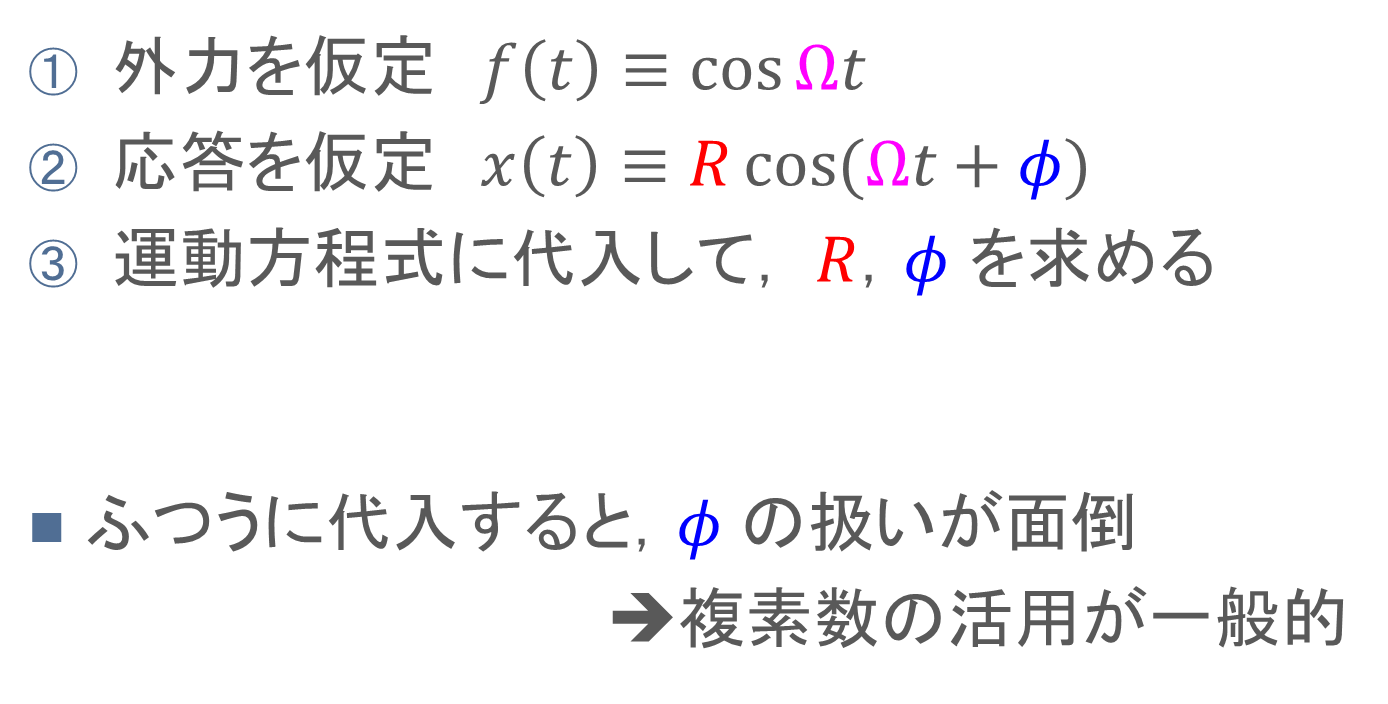 ① 外力を仮定 f(t) ≡ cos Ωt
② 応答を仮定 x(t) ≡ R cos(Ωt + ϕ)
③ 運動方程式に代入して, R, ϕ を求める
■ ふつうに代入すると, ϕ の扱いが面倒
➔複素数の活用が一般的